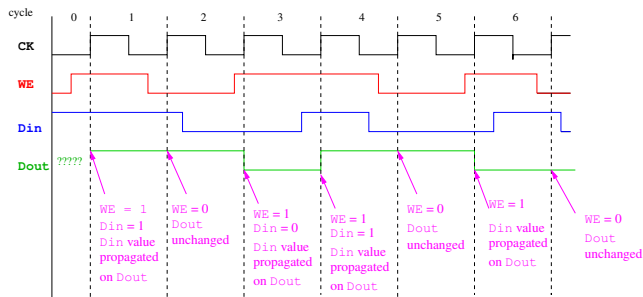 cycle
0 1 2 3 4 5 6
CK
WE
Din
Dout
?????
WE = 1
Din = 1
Din value
propagated
on Dout
WE = 0
Dout
unchanged
WE = 1
Din = 0
Din value
propagated
on Dout
WE = 1
Din = 1
Din value
propagated
on Dout
WE = 0
Dout
unchanged
WE = 1
Din value
propagated
on Dout
WE = 0
Dout
unchanged